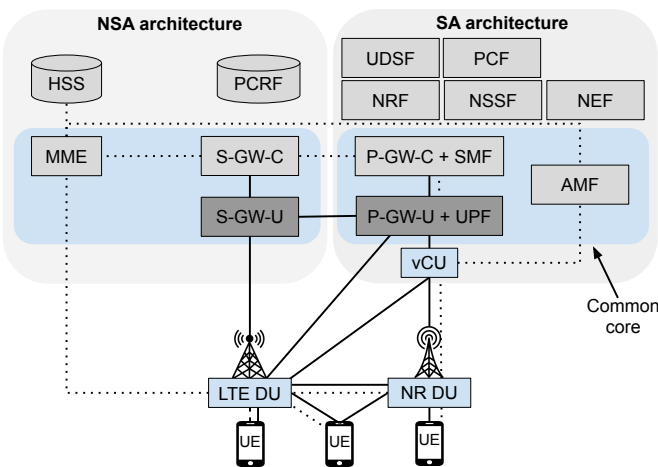 NSA architecture
SA architecture
HSS
PCRF
UDSF
PCF
NRF
NSSF
NEF
MME
S-GW-C
P-GW-C + SMF
AMF
S-GW-U
P-GW-U + UPF
vCU
Common
core
LTE DU
NR DU
UE
UE
UE